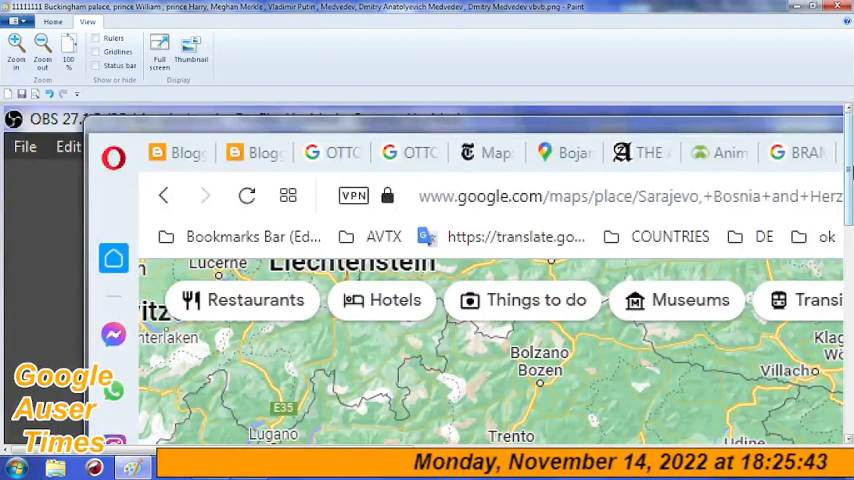 11111111 Buckingham palace, prince William , prince Harry, Meghan Merkle , Vladimir Putin , Medvedev, Dmitry Anatolyevich Medvedev , Dmitry Medvedev vbvb.png - Paint
Home View
Zoom in
Zoom out
100 %
Rulers
Gridlines
Status bar
Full screen
Thumbnail
Zoom
Show or hide
Display
OBS 27.1
File Edit
Blogg Blogg OTTC OTTC Map: Bojar THE A Anim BRAN
VPN www.google.com/maps/place/Sarajevo,+Bosnia+and+Herz
Bookmarks Bar (Ed... AVTX https://translate.go... COUNTRIES DE ok
Lucerne Liechtenstein
Restaurants Hotels Things to do Museums Transi
witz
nterlaken
Klag
Wö
Bolzano
Bozen
Villacho
E35
Lugano
Trento
Udine
Google
Auser
Times
Monday, November 14, 2022 at 18:25:43